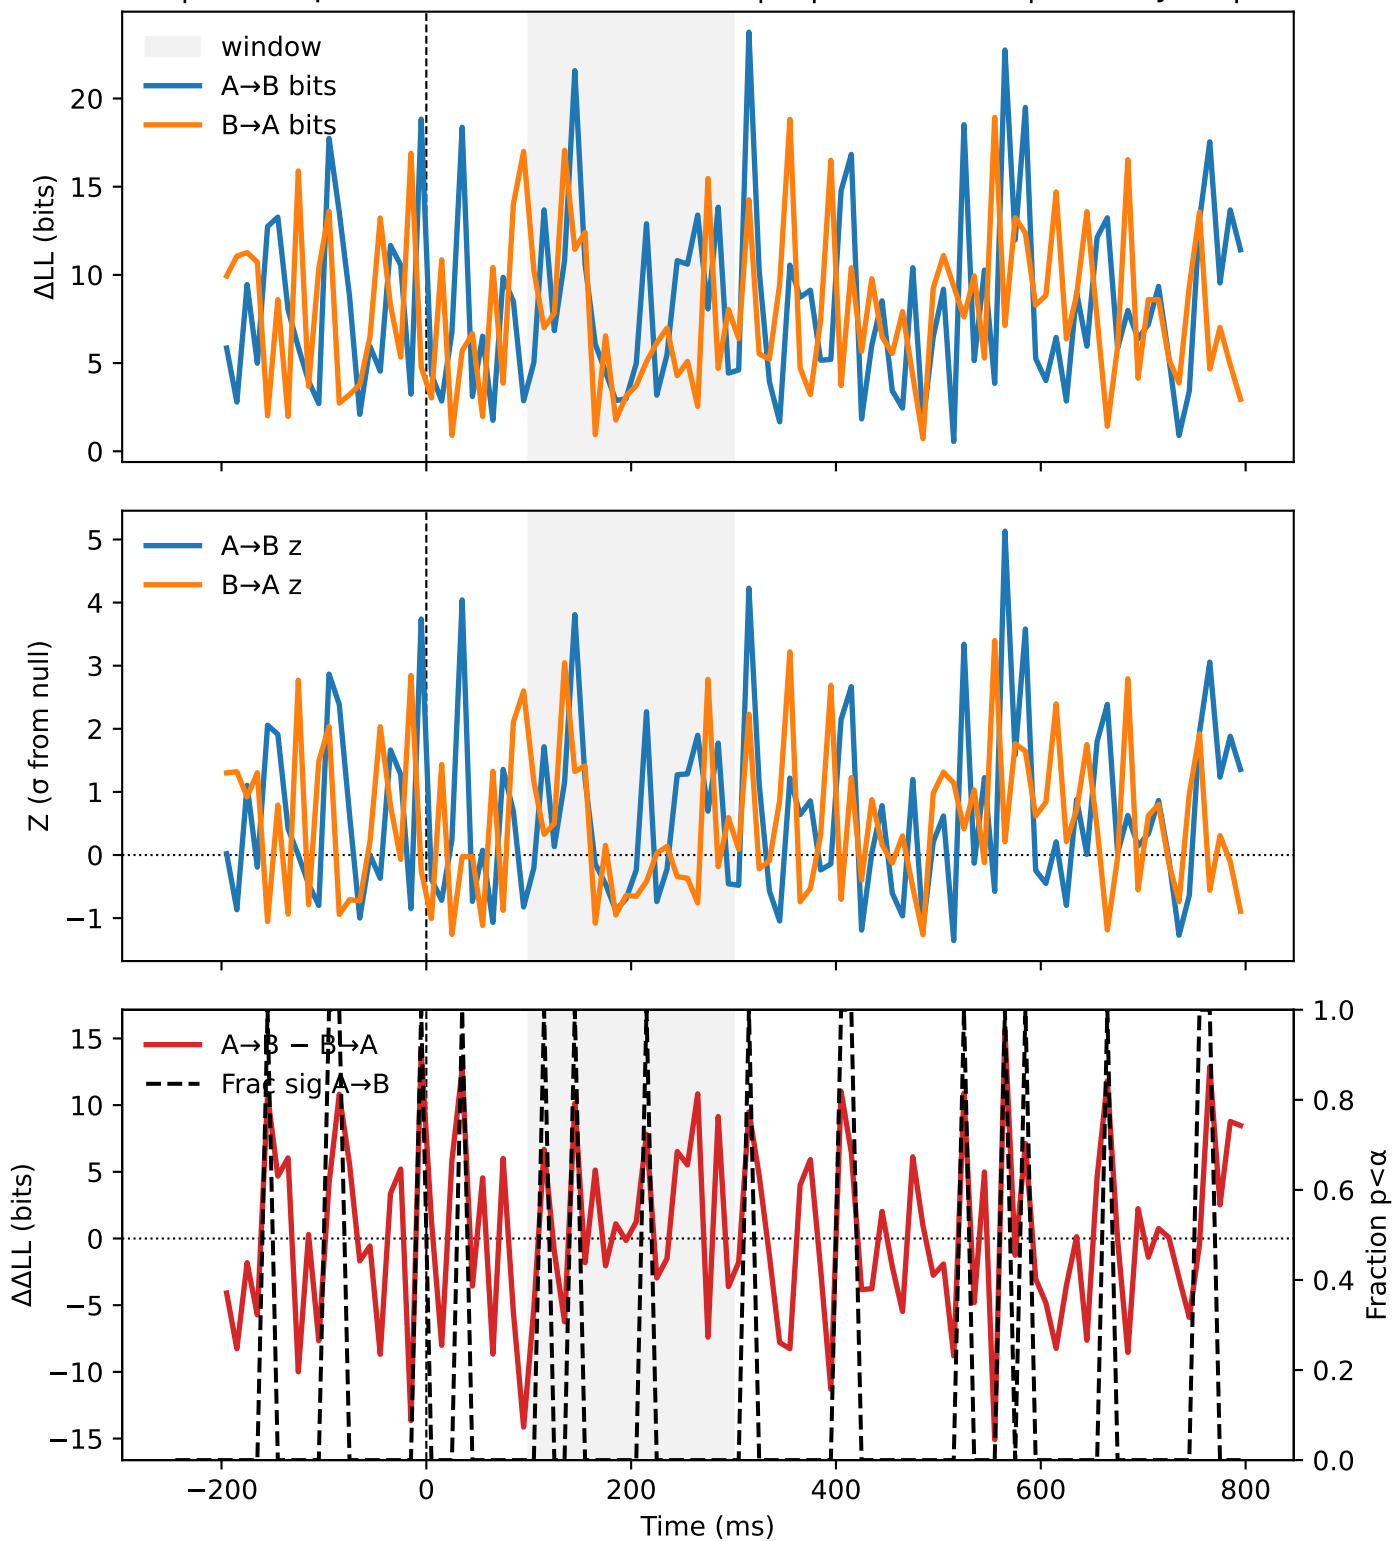 window
A→B bits
B→A bits
ΔLL (bits)
20
15
10
5
0
A→B z
B→A z
Z (σ from null)
5
4
3
2
1
0
−1
A→B − B→A
Frac sig A→B
ΔΔLL (bits)
15
10
5
0
−5
−10
−15
1.0
0.8
0.6
0.4
0.2
0.0
Fraction p<α
−200
0
200
400
600
800
Time (ms)